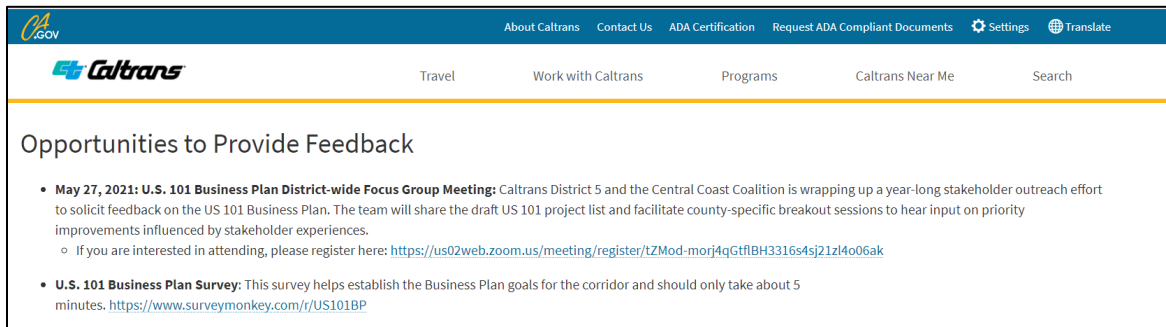 CA.GOV About Caltrans Contact Us ADA Certification Request ADA Compliant Documents Settings Translate
ct Caltrans Travel Work with Caltrans Programs Caltrans Near Me Search
Opportunities to Provide Feedback
• May 27, 2021: U.S. 101 Business Plan District-wide Focus Group Meeting: Caltrans District 5 and the Central Coast Coalition is wrapping up a year-long stakeholder outreach effort
to solicit feedback on the US 101 Business Plan. The team will share the draft US 101 project list and facilitate county-specific breakout sessions to hear input on priority
improvements influenced by stakeholder experiences.
◦ If you are interested in attending, please register here: https://us02web.zoom.us/meeting/register/tZMod-morj4qGtflBH3316s4sj21zl4o06ak
• U.S. 101 Business Plan Survey: This survey helps establish the Business Plan goals for the corridor and should only take about 5
minutes. https://www.surveymonkey.com/r/US101BP